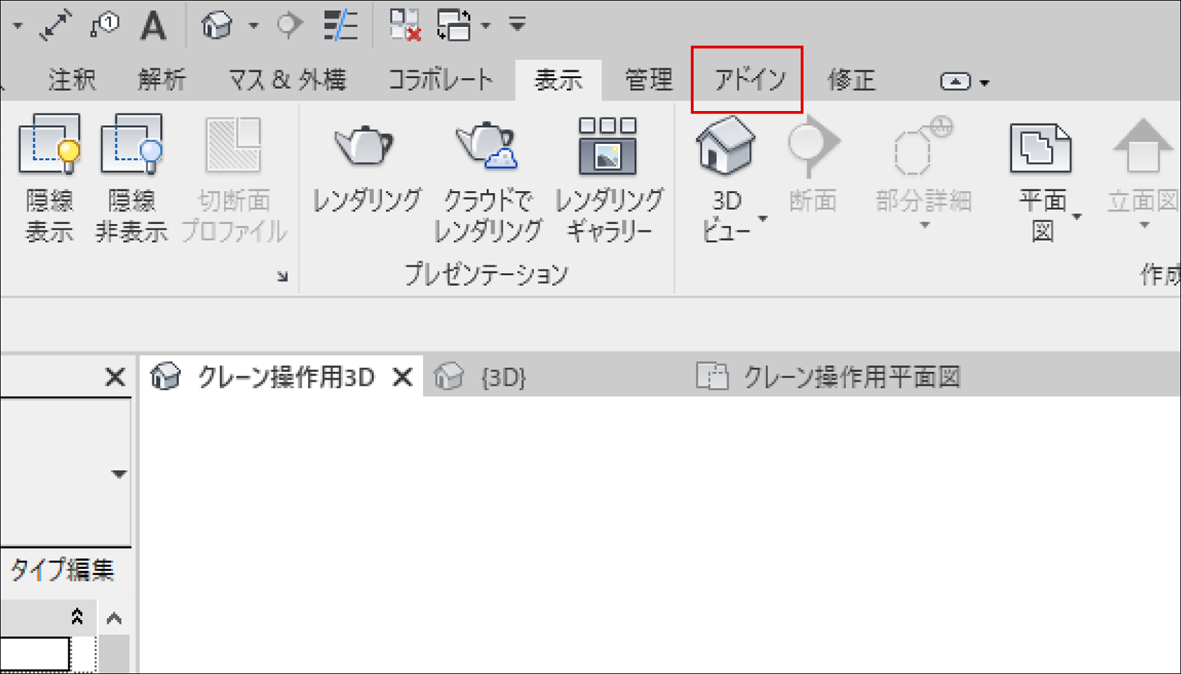 A
注釈 解析 マス & 外構 コラボレート 表示 管理 アドイン 修正
隠線
表示
隠線
非表示
切断面
プロファイル
レンダリング
クラウドで
レンダリング
レンダリング
ギャラリー
3D
ビュー
断面
部分詳細
平面
図
立面図
プレゼンテーション
作成
クレーン操作用3D {3D} クレーン操作用平面図
タイプ編集